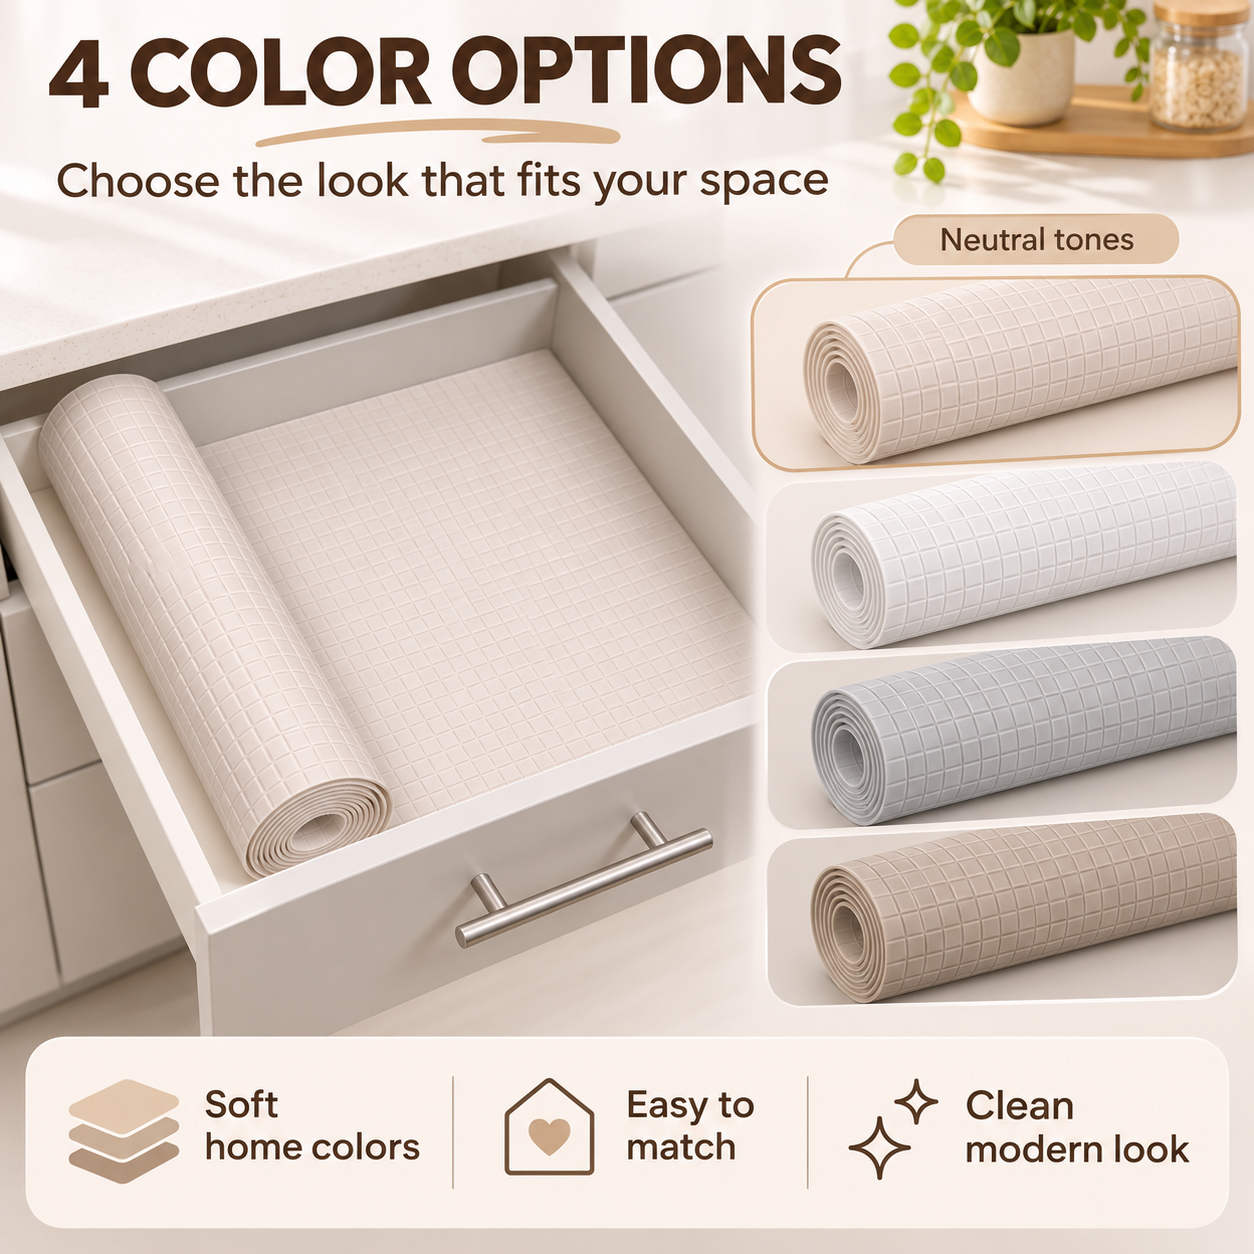 4 COLOR OPTIONS
Choose the look that fits your space
Neutral tones
Soft
home colors
Easy to
match
Clean
modern look